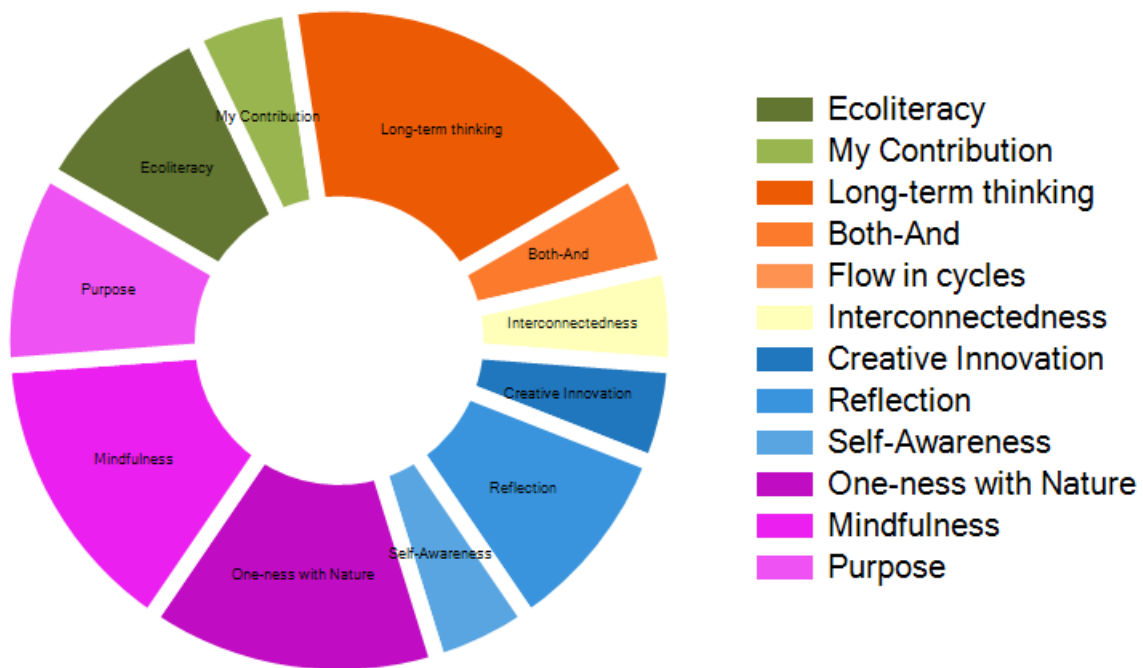 My Contribution
Long-term thinking
Ecoliteracy
Both-And
Purpose
Interconnectedness
Creative Innovation
Mindfulness
Reflection
Self-Awareness
One-ness with Nature
Ecoliteracy
My Contribution
Long-term thinking
Both-And
Flow in cycles
Interconnectedness
Creative Innovation
Reflection
Self-Awareness
One-ness with Nature
Mindfulness
Purpose